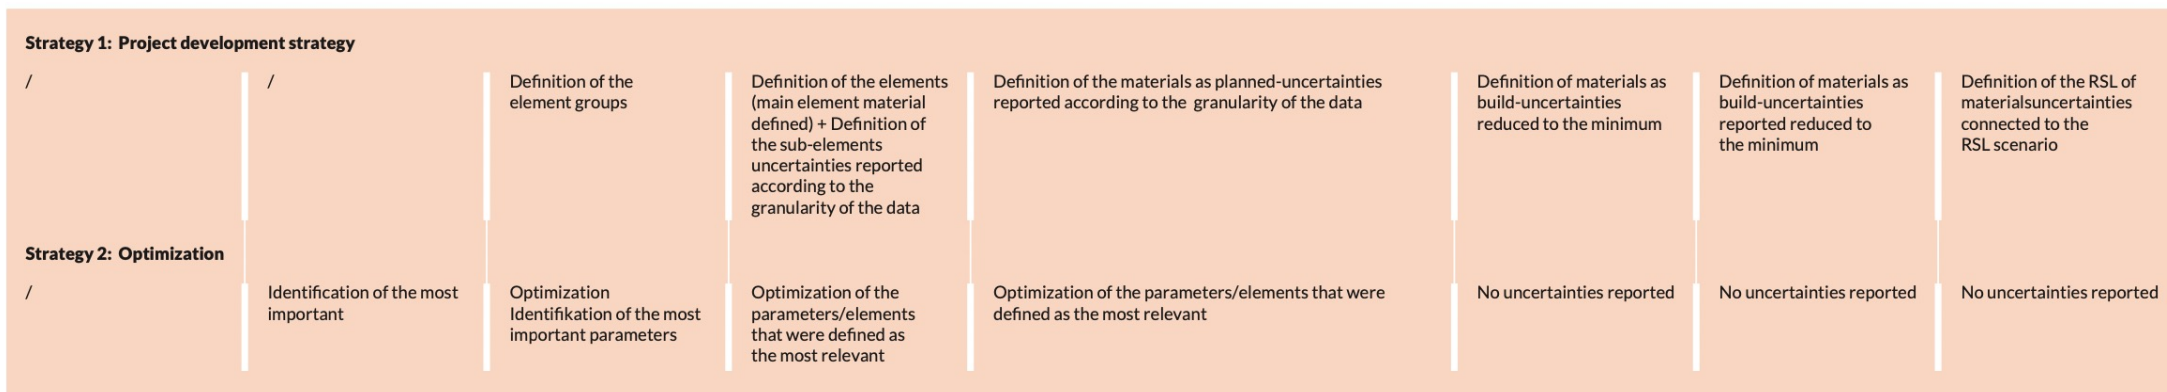 Strategy 1: Project development strategy
/
/
Definition of the
element groups
Definition of the elements
(main element material
defined) + Definition of
the sub-elements
uncertainties reported
according to the
granularity of the data
Definition of the materials as planned-uncertainties
reported according to the granularity of the data
Definition of materials as
build-uncertainties
reduced to the minimum
Definition of materials as
build-uncertainties
reported reduced to
the minimum
Definition of the RSL of
materialsuncertainties
connected to the
RSL scenario
Strategy 2: Optimization
/
Identification of the most
important
Optimization
Identifikation of the most
important parameters
Optimization of the
parameters/elements
that were defined as
the most relevant
Optimization of the parameters/elements that were
defined as the most relevant
No uncertainties reported
No uncertainties reported
No uncertainties reported